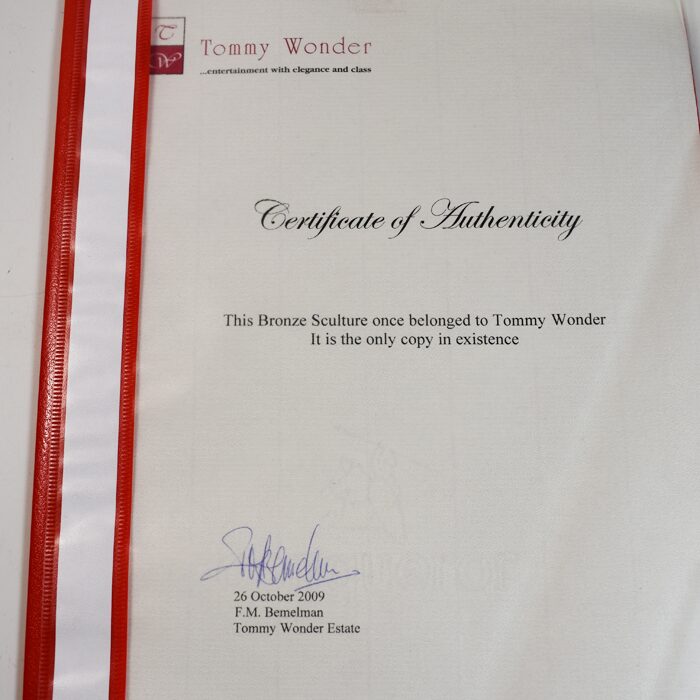 T
W
Tommy Wonder
...entertainment with elegance and class
Certificate of Authenticity
This Bronze Sculture once belonged to Tommy Wonder
It is the only copy in existence
26 October 2009
F.M. Bemelman
Tommy Wonder Estate